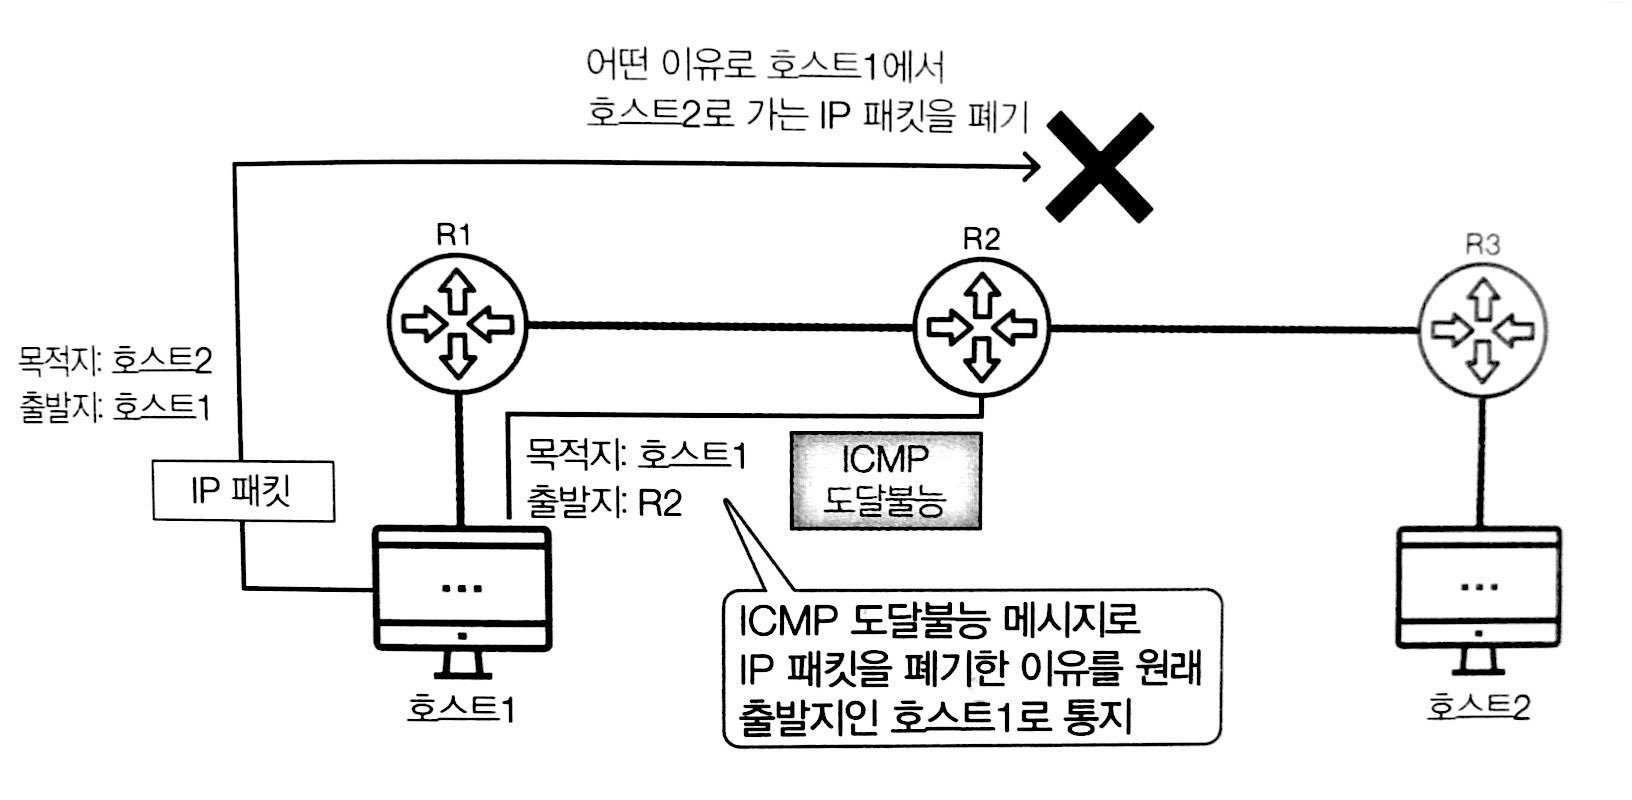 어떤 이유로 호스트1에서
호스트2로 가는 IP 패킷을 폐기
R1
R2
R3
목적지: 호스트2
출발지: 호스트1
IP 패킷
목적지: 호스트1
출발지: R2
ICMP
도달불능
ICMP 도달불능 메시지로
IP 패킷을 폐기한 이유를 원래
출발지인 호스트1로 통지
호스트1
호스트2